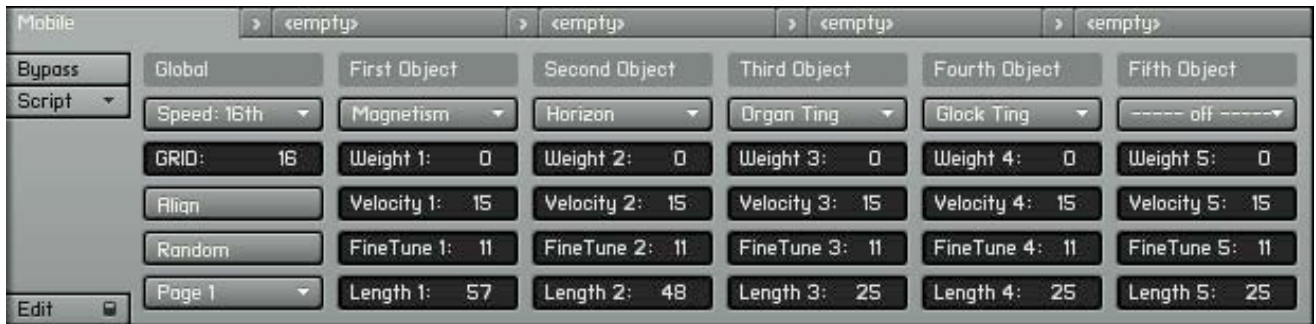 Mobile > <empty> > <empty> > <empty> > <empty>
Bypass Global First Object Second Object Third Object Fourth Object Fifth Object
Script Speed: 16th Magnetism Horizon Organ Ting Glock Ting ----- off -----
GRID: 16 Weight 1: 0 Weight 2: 0 Weight 3: 0 Weight 4: 0 Weight 5: 0
Align Velocity 1: 15 Velocity 2: 15 Velocity 3: 15 Velocity 4: 15 Velocity 5: 15
Random FineTune 1: 11 FineTune 2: 11 FineTune 3: 11 FineTune 4: 11 FineTune 5: 11
Edit Page 1 Length 1: 57 Length 2: 48 Length 3: 25 Length 4: 25 Length 5: 25